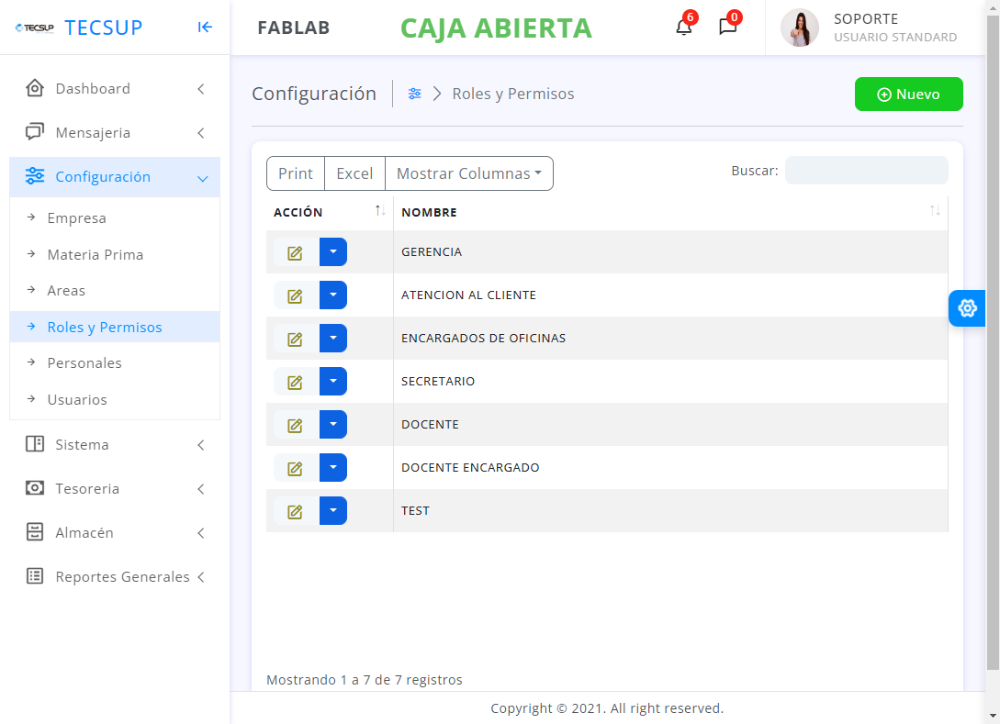 TECSUP TECSUP
FABLAB
CAJA ABIERTA
6
0
SOPORTE
USUARIO STANDARD
Dashboard
Mensajeria
Configuración
Empresa
Materia Prima
Areas
Roles y Permisos
Personales
Usuarios
Sistema
Tesoreria
Almacén
Reportes Generales
Configuración
Roles y Permisos
Nuevo
Print Excel Mostrar Columnas
Buscar:
ACCIÓN NOMBRE
GERENCIA
ATENCION AL CLIENTE
ENCARGADOS DE OFICINAS
SECRETARIO
DOCENTE
DOCENTE ENCARGADO
TEST
Mostrando 1 a 7 de 7 registros
Copyright © 2021. All right reserved.